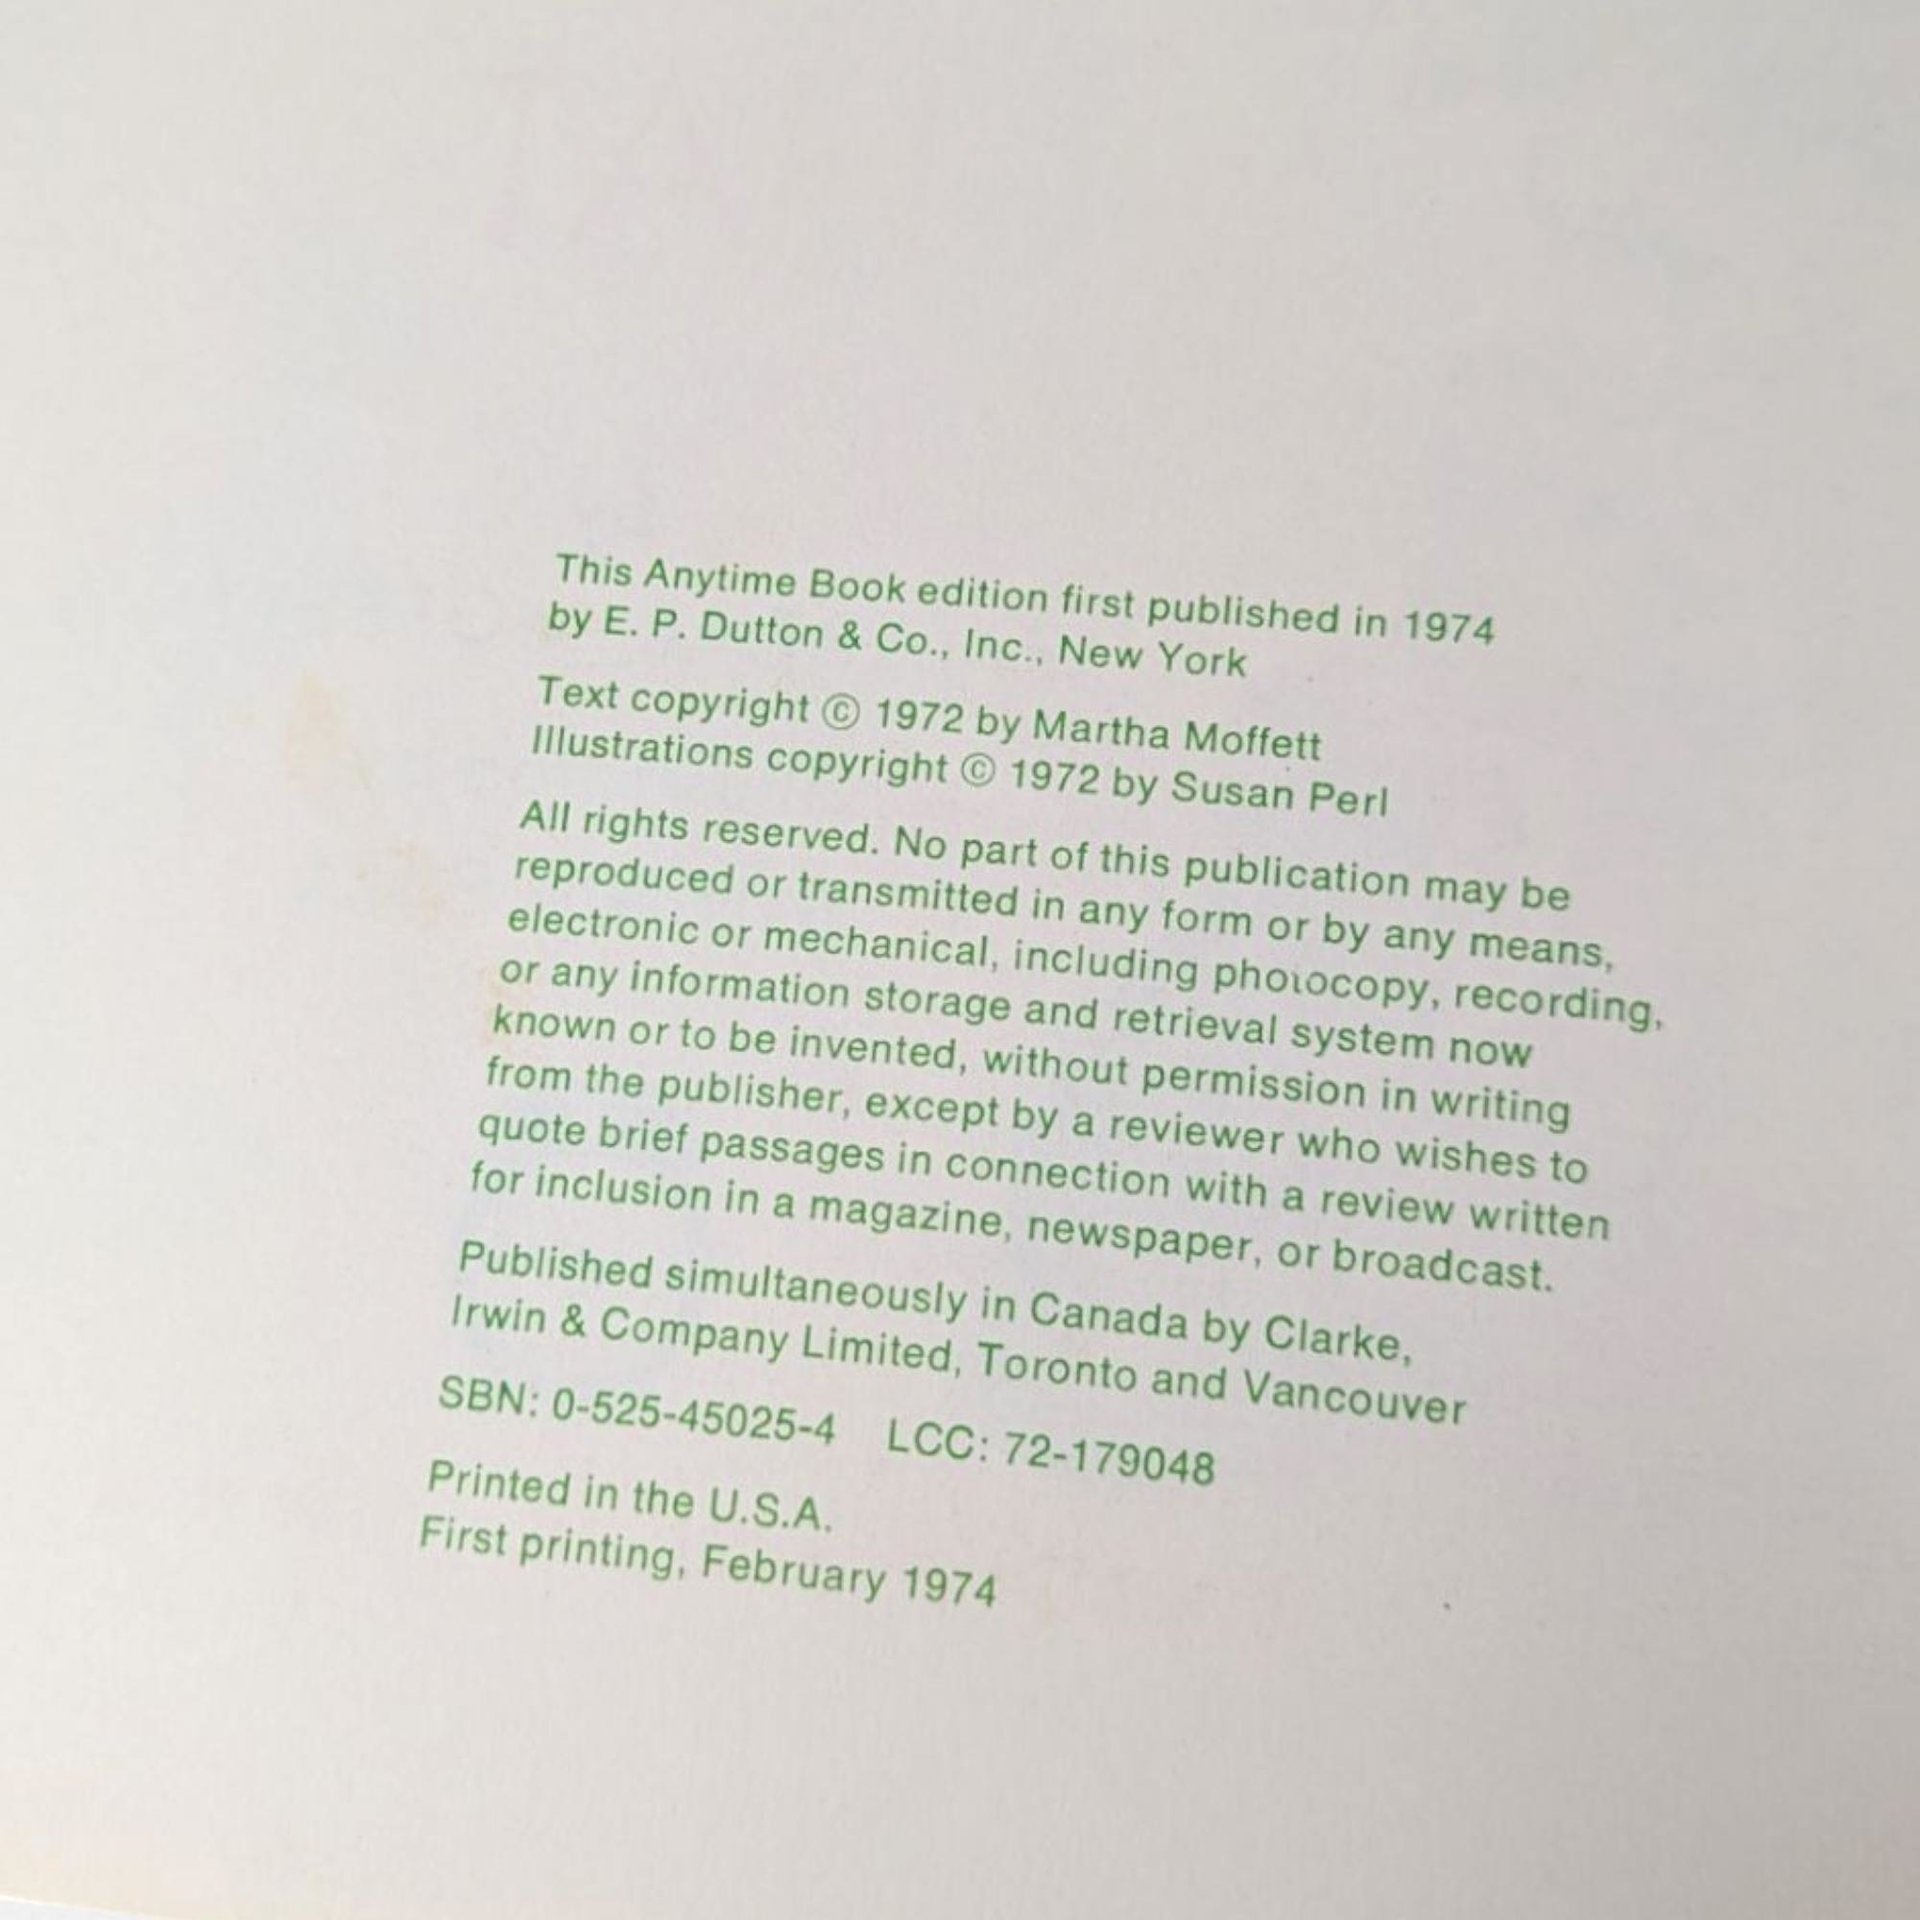 This Anytime Book edition first published in 1974
by E. P. Dutton & Co., Inc., New York
Text copyright © 1972 by Martha Moffett
Illustrations copyright © 1972 by Susan Perl
All rights reserved. No part of this publication may be
reproduced or transmitted in any form or by any means,
electronic or mechanical, including photocopy, recording,
or any information storage and retrieval system now
known or to be invented, without permission in writing
from the publisher, except by a reviewer who wishes to
quote brief passages in connection with a review written
for inclusion in a magazine, newspaper, or broadcast.
Published simultaneously in Canada by Clarke,
Irwin & Company Limited, Toronto and Vancouver
SBN: 0-525-45025-4 LCC: 72-179048
Printed in the U.S.A.
First printing, February 1974